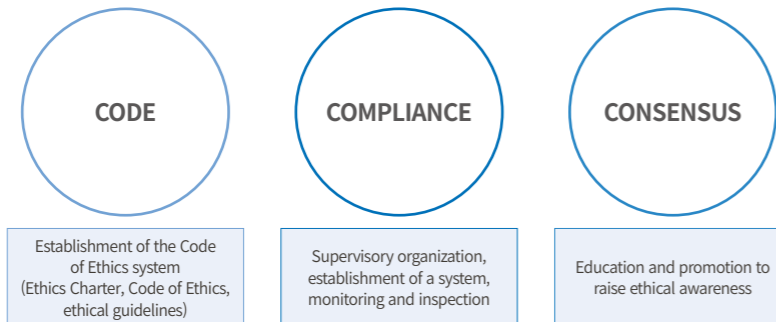 CODE
COMPLIANCE
CONSENSUS
Establishment of the Code
of Ethics system
(Ethics Charter, Code of Ethics,
ethical guidelines)
Supervisory organization,
establishment of a system,
monitoring and inspection
Education and promotion to
raise ethical awareness